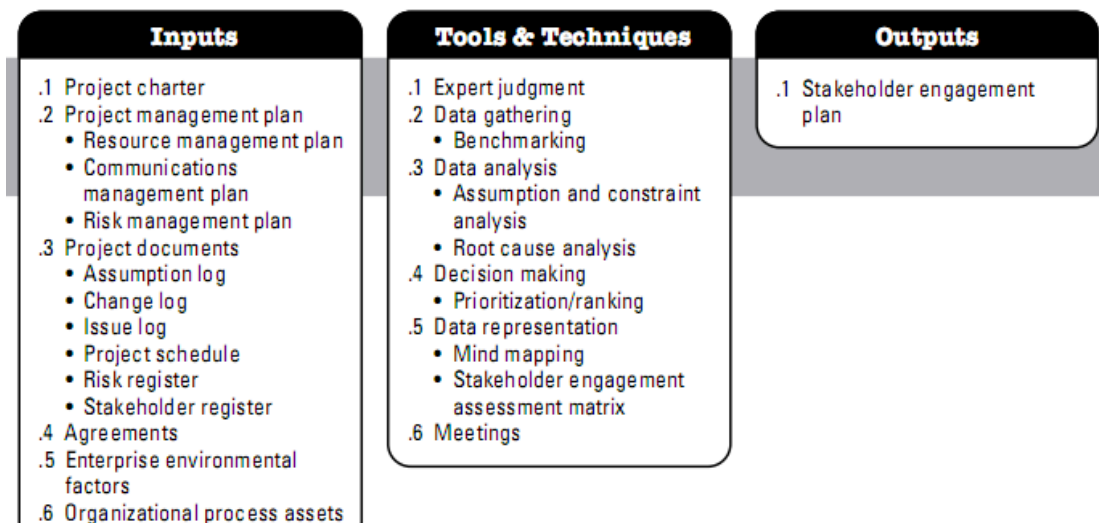 Inputs
.1 Project charter
.2 Project management plan
• Resource management plan
• Communications
management plan
• Risk management plan
.3 Project documents
• Assumption log
• Change log
• Issue log
• Project schedule
• Risk register
• Stakeholder register
.4 Agreements
.5 Enterprise environmental
factors
.6 Organizational process assets
Tools & Techniques
.1 Expert judgment
.2 Data gathering
• Benchmarking
.3 Data analysis
• Assumption and constraint
analysis
• Root cause analysis
.4 Decision making
• Prioritization/ranking
.5 Data representation
• Mind mapping
• Stakeholder engagement
assessment matrix
.6 Meetings
Outputs
.1 Stakeholder engagement
plan